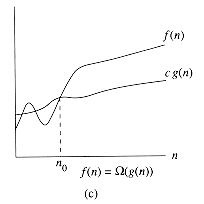 f(n)
c g(n)
n
n₀
f(n) = Ω(g(n))
(c)